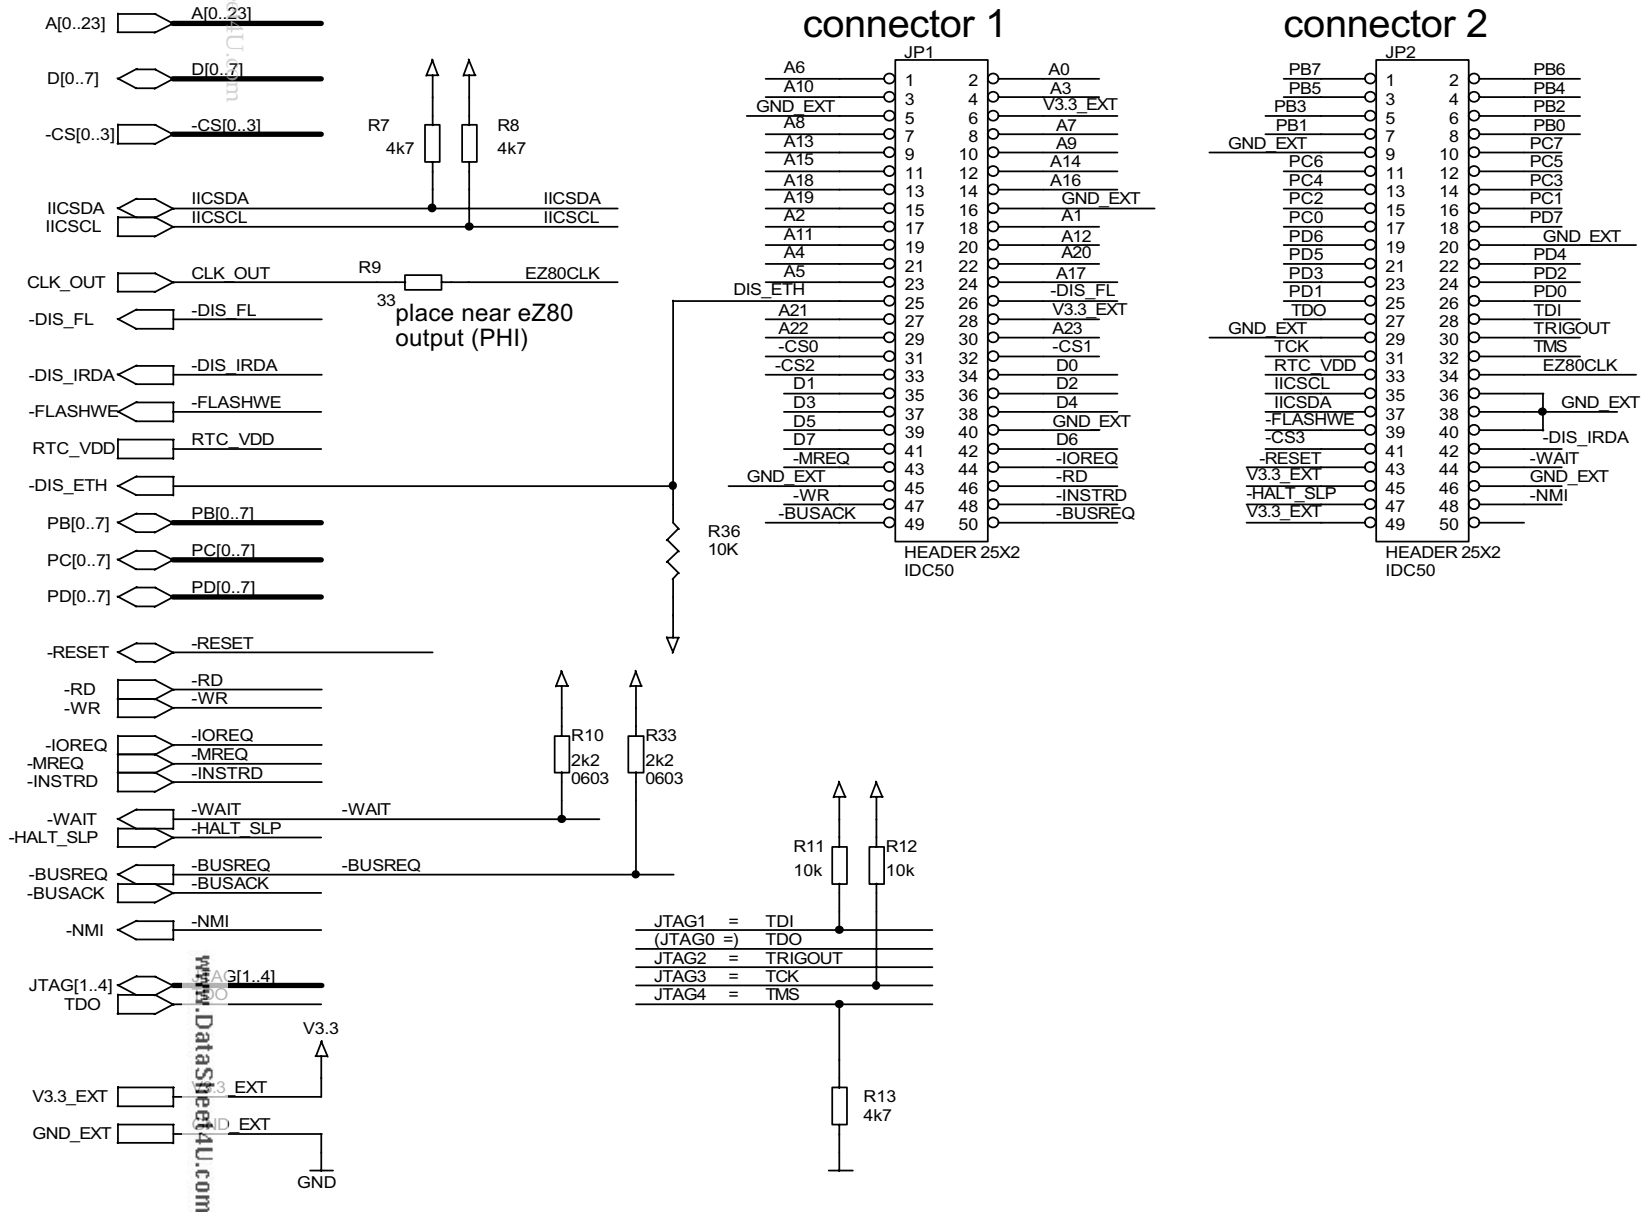 connector 1
connector 2
A[0..23] A[0..23]
D[0..7] D[0..7]
-CS[0..3] -CS[0..3]
R7
4k7
R8
4k7
IICSDA IICSDA IICSDA
IICSCL IICSCL IICSCL
CLK_OUT CLK_OUT R9 EZ80CLK
33
place near eZ80
output (PHI)
-DIS_FL -DIS_FL
-DIS_IRDA -DIS_IRDA
-FLASHWE -FLASHWE
RTC_VDD RTC_VDD
-DIS_ETH
PB[0..7] PB[0..7]
PC[0..7] PC[0..7]
PD[0..7] PD[0..7]
R36
10K
-RESET -RESET
-RD -RD
-WR -WR
-IOREQ -IOREQ
-MREQ -MREQ
-INSTRD -INSTRD
R10
2k2
0603
R33
2k2
0603
-WAIT -WAIT -WAIT
-HALT_SLP -HALT_SLP
-BUSREQ -BUSREQ -BUSREQ
-BUSACK -BUSACK
-NMI -NMI
JTAG[1..4] JTAG[1..4]
TDO TDO
V3.3
V3.3_EXT V3.3_EXT
GND_EXT GND_EXT
GND
www.DataSheet4U.com
JP1
A6 1 2 A0
A10 3 4 A3
GND_EXT 5 6 V3.3_EXT
A8 7 8 A7
A13 9 10 A9
A15 11 12 A14
A18 13 14 A16
A19 15 16 GND_EXT
A2 17 18 A1
A11 19 20 A12
A4 21 22 A20
A5 23 24 A17
DIS_ETH 25 26 -DIS_FL
A21 27 28 V3.3_EXT
A22 29 30 A23
-CS0 31 32 -CS1
-CS2 33 34 D0
D1 35 36 D2
D3 37 38 D4
D5 39 40 GND_EXT
D7 41 42 D6
-MREQ 43 44 -IOREQ
GND_EXT 45 46 -RD
-WR 47 48 -INSTRD
-BUSACK 49 50 -BUSREQ
HEADER 25X2
IDC50
JP2
PB7 1 2 PB6
PB5 3 4 PB4
PB3 5 6 PB2
PB1 7 8 PB0
GND_EXT 9 10 PC7
PC6 11 12 PC5
PC4 13 14 PC3
PC2 15 16 PC1
PC0 17 18 PD7
PD6 19 20 GND_EXT
PD5 21 22 PD4
PD3 23 24 PD2
PD1 25 26 PD0
TDO 27 28 TDI
GND_EXT 29 30 TRIGOUT
TCK 31 32 TMS
RTC_VDD 33 34 EZ80CLK
IICSCL 35 36
IICSDA 37 38 GND_EXT
-FLASHWE 39 40
-CS3 41 42 -DIS_IRDA
-RESET 43 44 -WAIT
V3.3_EXT 45 46 GND_EXT
-HALT_SLP 47 48 -NMI
V3.3_EXT 49 50
HEADER 25X2
IDC50
R11
10k
R12
10k
JTAG1 = TDI
(JTAG0 =) TDO
JTAG2 = TRIGOUT
JTAG3 = TCK
JTAG4 = TMS
R13
4k7